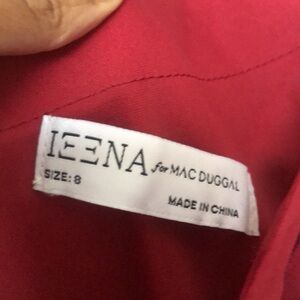 IEENA for MAC DUGGAL
SIZE: 8
MADE IN CHINA